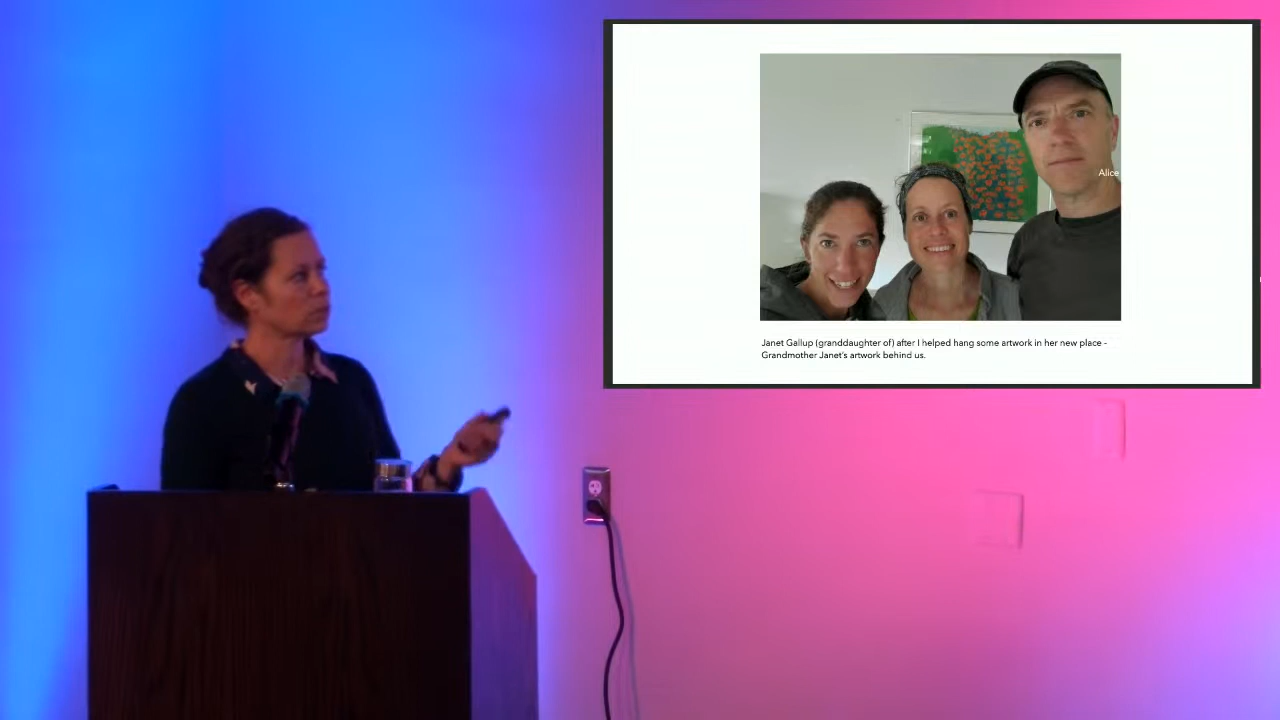 Alice
Janet Gallup (granddaughter of) after I helped hang some artwork in her new place -
Grandmother Janet's artwork behind us.